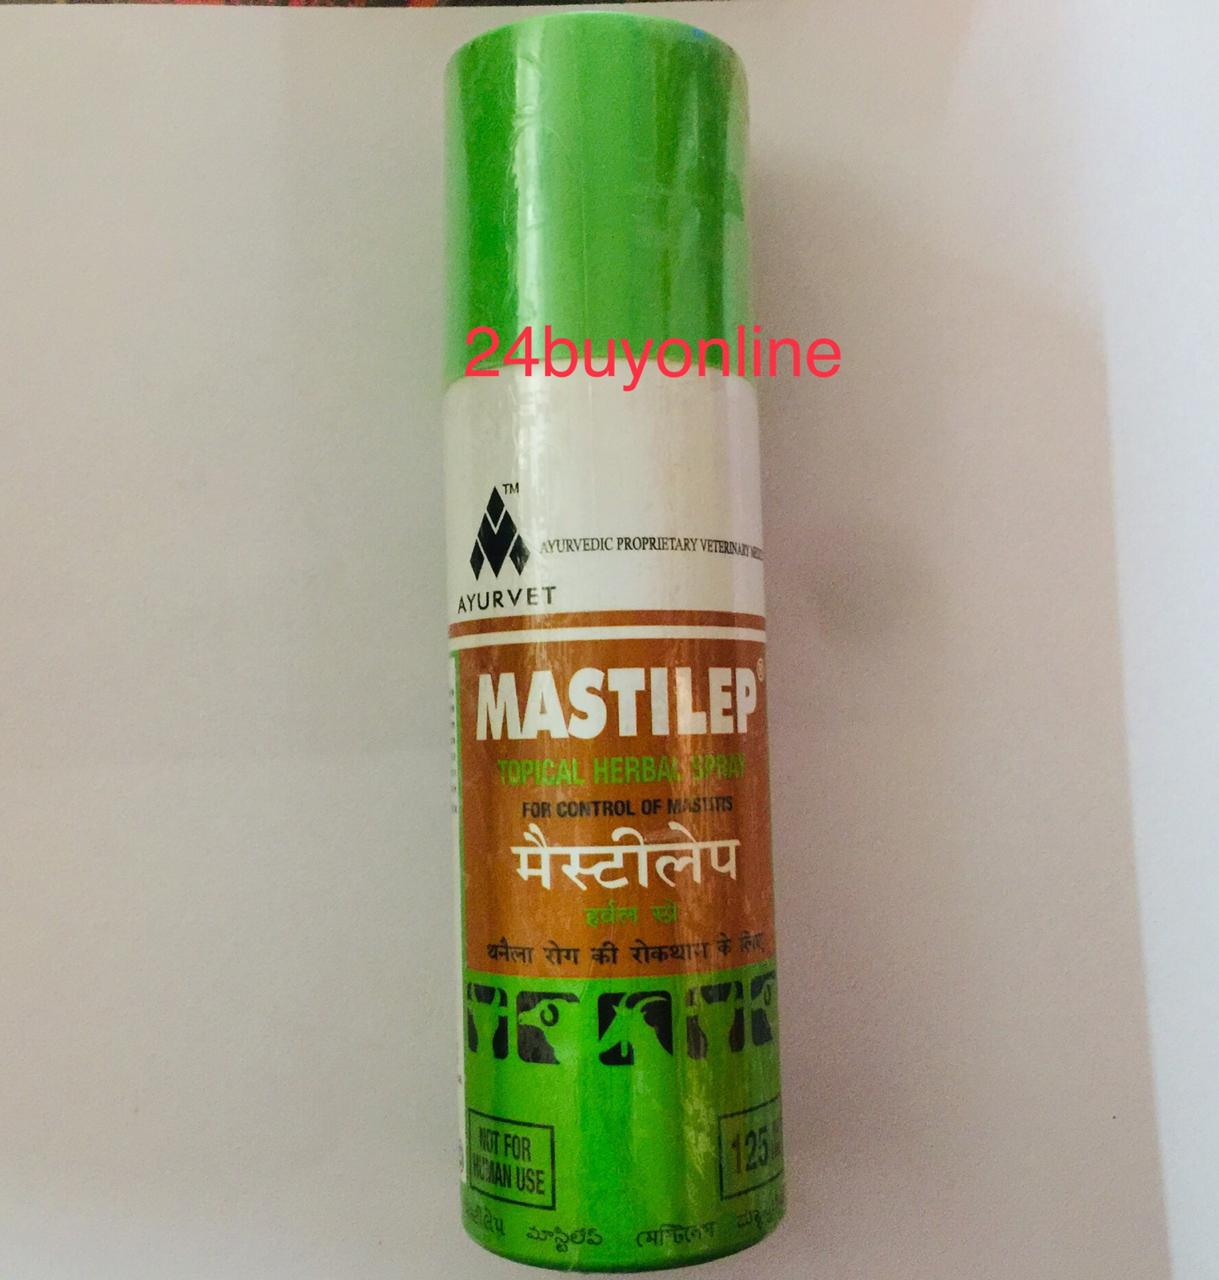 24buyonline
TM
AYURVEDIC PROPRIETARY VETERINARY
AYURVET
MASTILEP®
TOPICAL HERBAL SPRAY
FOR CONTROL OF MASTITIS
मैस्टीलेप
हर्बल स्प्रे
थनैला रोग की रोकथाम के लिए
NOT FOR
HUMAN USE
125